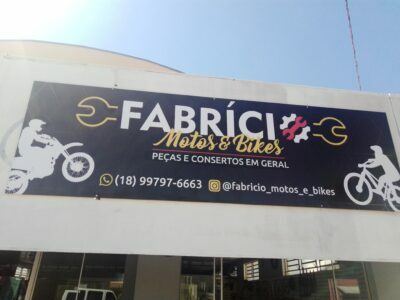 FABRÍCIO
Motos & Bikes
PEÇAS E CONSERTOS EM GERAL
(18) 99797-6663 @fabricio_motos_e_bikes